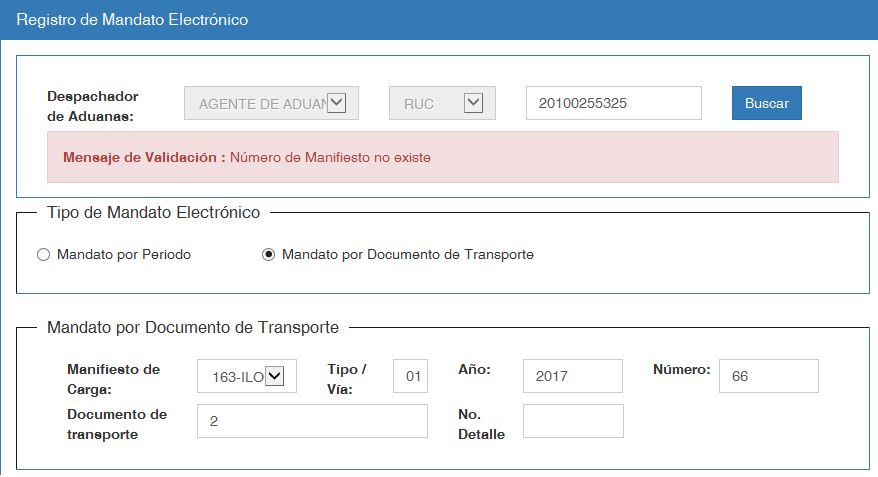 Registro de Mandato Electrónico
Despachador
de Aduanas:
AGENTE DE ADUAN
RUC
20100255325
Buscar
Mensaje de Validación : Número de Manifiesto no existe
Tipo de Mandato Electrónico
Mandato por Periodo
Mandato por Documento de Transporte
Mandato por Documento de Transporte
Manifiesto de
Carga:
163-ILO
Tipo /
Vía:
01
Año:
2017
Número:
66
Documento de
transporte
2
No.
Detalle